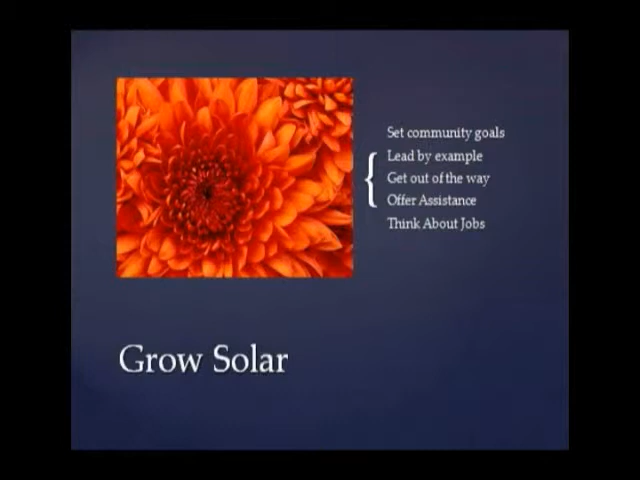 Set community goals
Lead by example
Get out of the way
Offer Assistance
Think About Jobs
Grow Solar